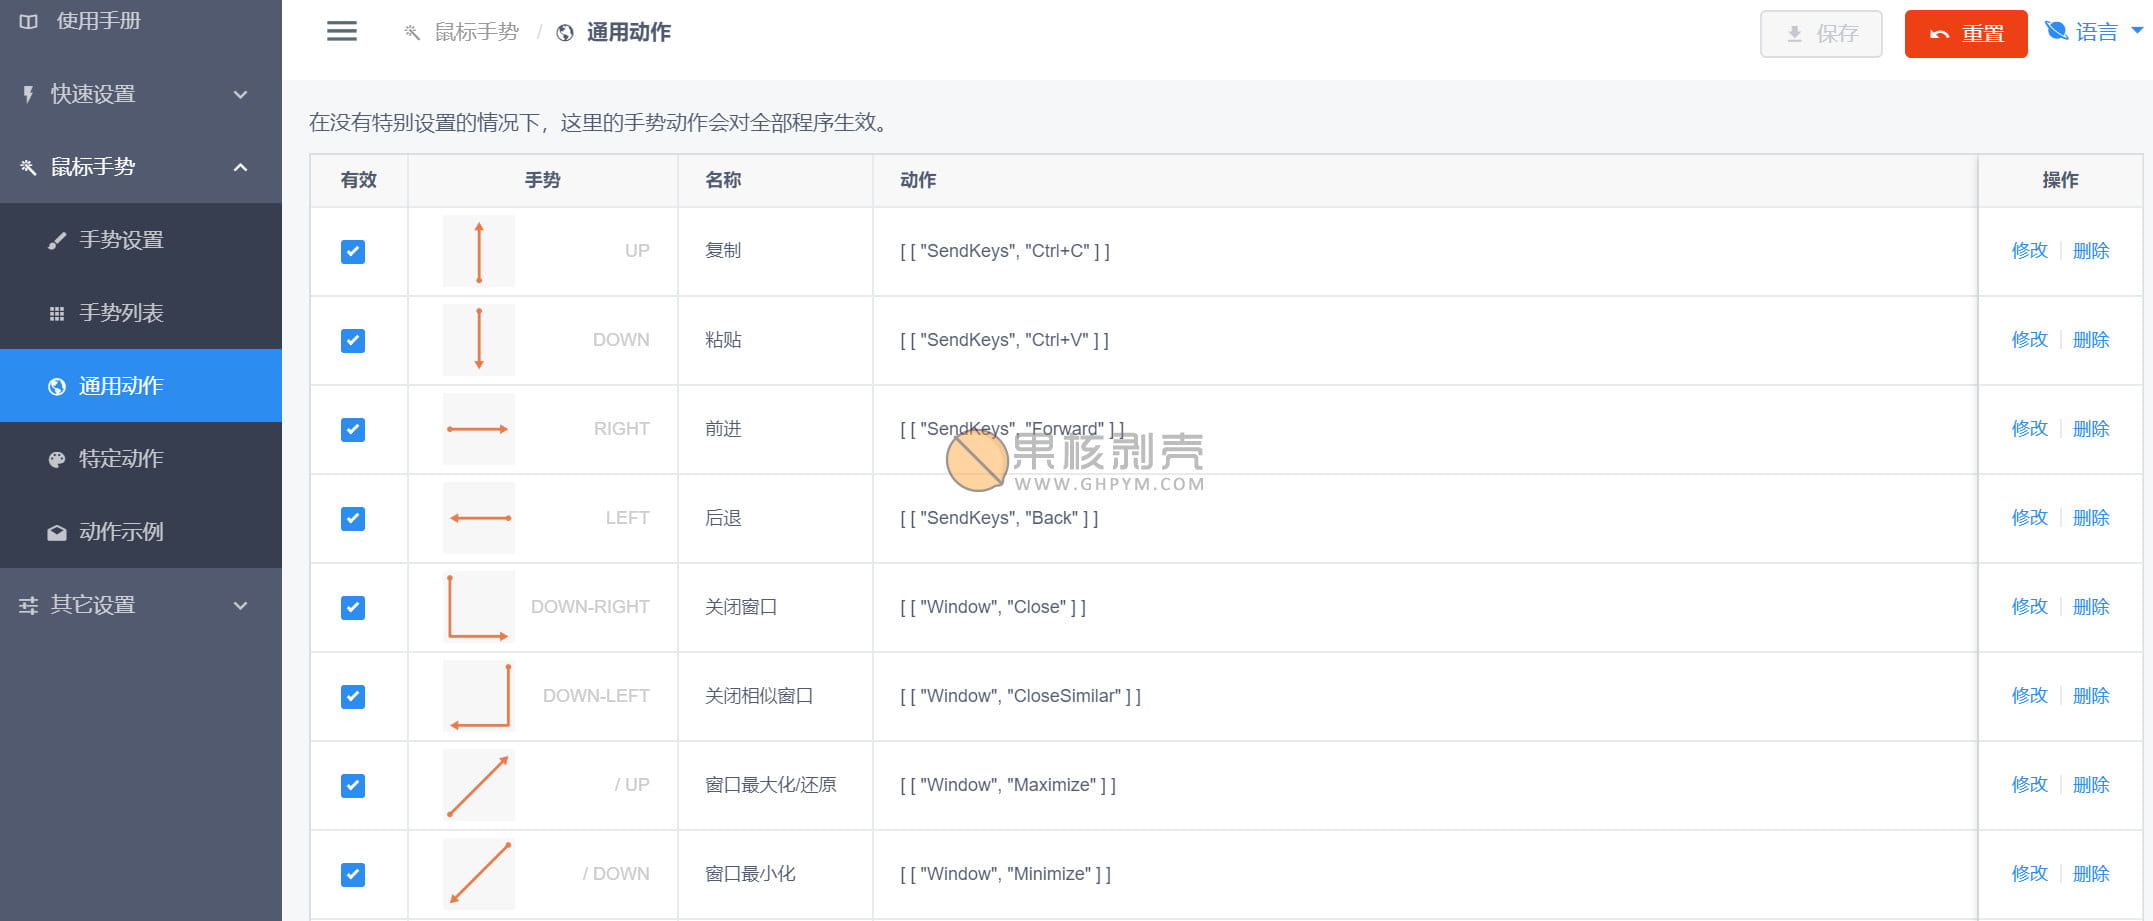 使用手册
快速设置
鼠标手势
手势设置
手势列表
通用动作
特定动作
动作示例
其它设置
鼠标手势 / 通用动作
保存
重置
语言
在没有特别设置的情况下，这里的手势动作会对全部程序生效。
有效 手势 名称 动作 操作
UP 复制 [ [ "SendKeys", "Ctrl+C" ] ] 修改 删除
DOWN 粘贴 [ [ "SendKeys", "Ctrl+V" ] ] 修改 删除
RIGHT 前进 [ [ "SendKeys", "Forward" ] ] 修改 删除
果核剥壳
WWW.GHPYM.COM
LEFT 后退 [ [ "SendKeys", "Back" ] ] 修改 删除
DOWN-RIGHT 关闭窗口 [ [ "Window", "Close" ] ] 修改 删除
DOWN-LEFT 关闭相似窗口 [ [ "Window", "CloseSimilar" ] ] 修改 删除
/ UP 窗口最大化/还原 [ [ "Window", "Maximize" ] ] 修改 删除
/ DOWN 窗口最小化 [ [ "Window", "Minimize" ] ] 修改 删除